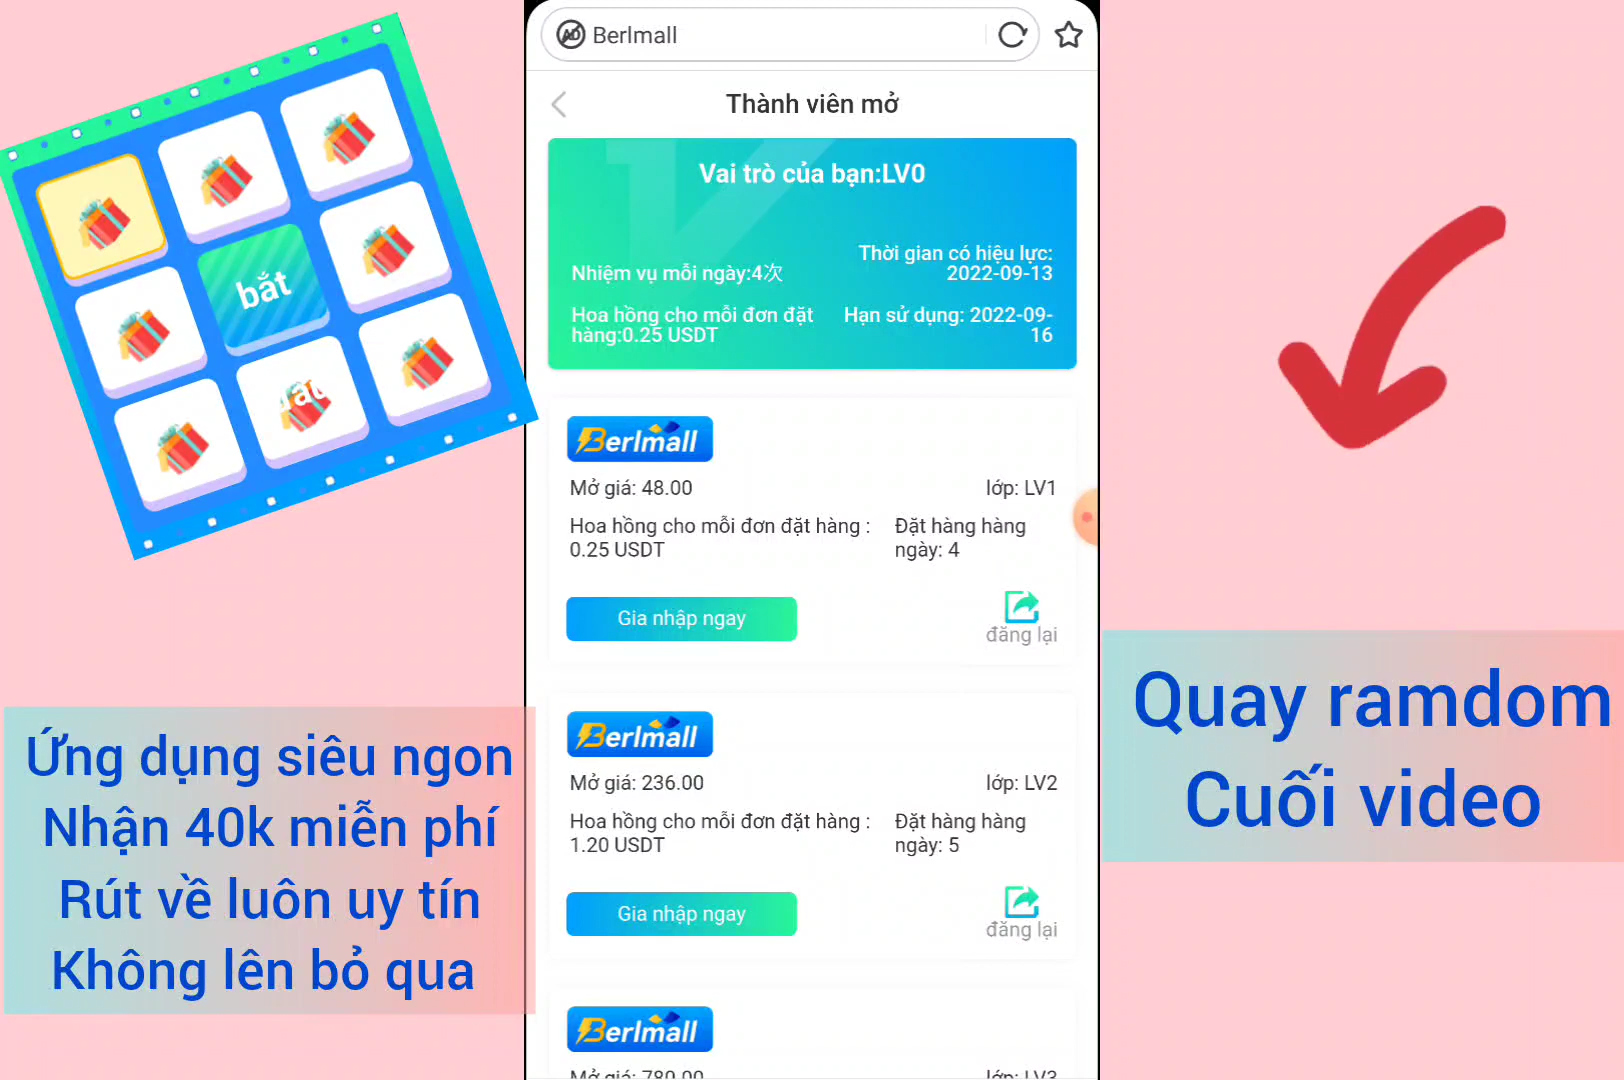 Berlmall
Thành viên mở
Vai trò của bạn:LV0
Thời gian có hiệu lực:
2022-09-13
Nhiệm vụ mỗi ngày:4次
Hoa hồng cho mỗi đơn đặt
hàng:0.25 USDT
Hạn sử dụng: 2022-09-
16
Berlmall
Mở giá: 48.00
lớp: LV1
Hoa hồng cho mỗi đơn đặt hàng :
0.25 USDT
Đặt hàng hàng
ngày: 4
Gia nhập ngay
đăng lại
Berlmall
Mở giá: 236.00
lớp: LV2
Hoa hồng cho mỗi đơn đặt hàng :
1.20 USDT
Đặt hàng hàng
ngày: 5
Gia nhập ngay
đăng lại
Berlmall
Mở giá: 780.00
lớp: LV3
bắt
Ứng dụng siêu ngon
Nhận 40k miễn phí
Rút về luôn uy tín
Không lên bỏ qua
Quay ramdom
Cuối video